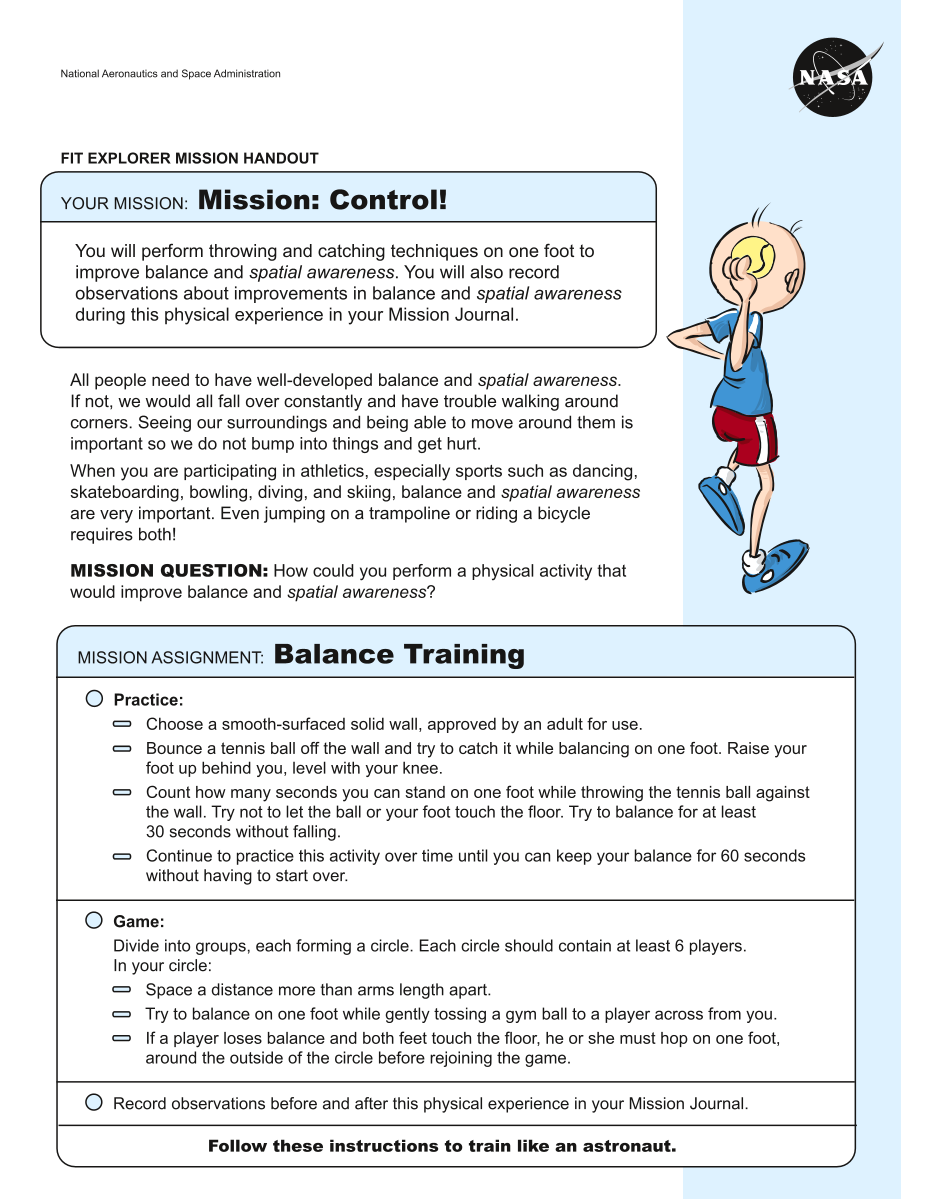 National Aeronautics and Space Administration
NASA
FIT EXPLORER MISSION HANDOUT
YOUR MISSION: Mission: Control!
You will perform throwing and catching techniques on one foot to
improve balance and spatial awareness. You will also record
observations about improvements in balance and spatial awareness
during this physical experience in your Mission Journal.
All people need to have well-developed balance and spatial awareness.
If not, we would all fall over constantly and have trouble walking around
corners. Seeing our surroundings and being able to move around them is
important so we do not bump into things and get hurt.
When you are participating in athletics, especially sports such as dancing,
skateboarding, bowling, diving, and skiing, balance and spatial awareness
are very important. Even jumping on a trampoline or riding a bicycle
requires both!
MISSION QUESTION: How could you perform a physical activity that
would improve balance and spatial awareness?
MISSION ASSIGNMENT: Balance Training
Practice:
Choose a smooth-surfaced solid wall, approved by an adult for use.
Bounce a tennis ball off the wall and try to catch it while balancing on one foot. Raise your
foot up behind you, level with your knee.
Count how many seconds you can stand on one foot while throwing the tennis ball against
the wall. Try not to let the ball or your foot touch the floor. Try to balance for at least
30 seconds without falling.
Continue to practice this activity over time until you can keep your balance for 60 seconds
without having to start over.
Game:
Divide into groups, each forming a circle. Each circle should contain at least 6 players.
In your circle:
Space a distance more than arms length apart.
Try to balance on one foot while gently tossing a gym ball to a player across from you.
If a player loses balance and both feet touch the floor, he or she must hop on one foot,
around the outside of the circle before rejoining the game.
Record observations before and after this physical experience in your Mission Journal.
Follow these instructions to train like an astronaut.